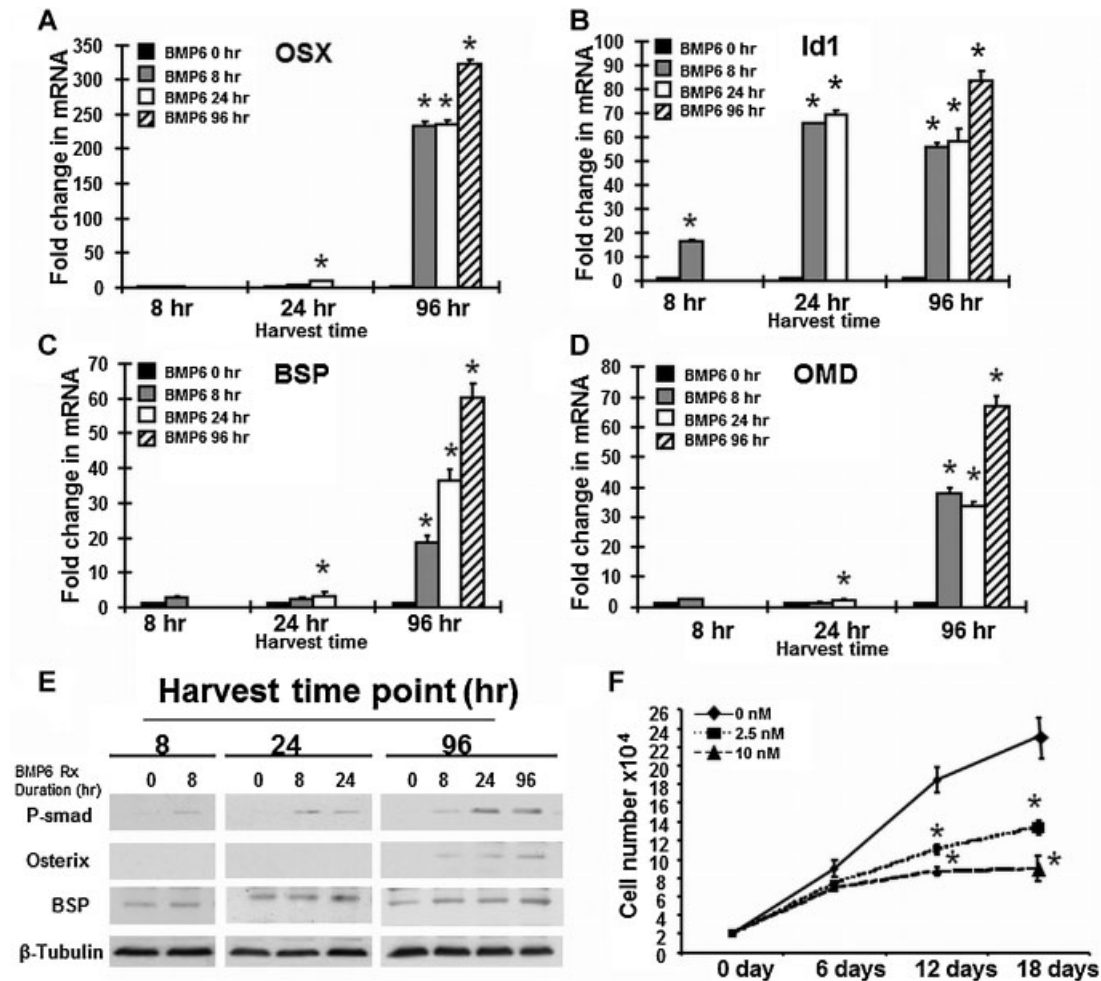 A
OSX
Fold change in mRNA
350
300
250
200
150
100
50
0
BMP6 0 hr
BMP6 8 hr
BMP6 24 hr
BMP6 96 hr
*
* *
*
8 hr 24 hr 96 hr
Harvest time
B
Id1
Fold change in mRNA
100
90
80
70
60
50
40
30
20
10
0
BMP6 0 hr
BMP6 8 hr
BMP6 24 hr
BMP6 96 hr
*
* *
* * *
8 hr 24 hr 96 hr
Harvest time
C
BSP
Fold change in mRNA
70
60
50
40
30
20
10
0
BMP6 0 hr
BMP6 8 hr
BMP6 24 hr
BMP6 96 hr
*
* * *
8 hr 24 hr 96 hr
Harvest time
D
OMD
Fold change in mRNA
80
70
60
50
40
30
20
10
0
BMP6 0 hr
BMP6 8 hr
BMP6 24 hr
BMP6 96 hr
*
* * *
8 hr 24 hr 96 hr
Harvest time
E
Harvest time point (hr)
8 24 96
BMP6 Rx
Duration (hr)
0 8 0 8 24 0 8 24 96
P-smad
Osterix
BSP
β-Tubulin
F
Cell number x10⁴
26
24
22
20
18
16
14
12
10
8
6
4
2
0
0 nM
2.5 nM
10 nM
* *
* *
0 day 6 days 12 days 18 days